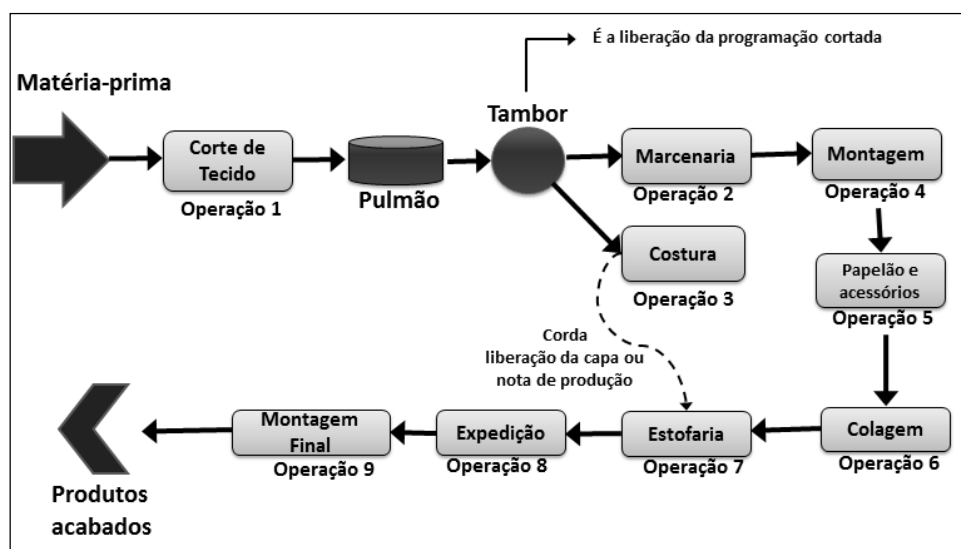 É a liberação da programação cortada
Matéria-prima
Tambor
Corte de
Tecido
Operação 1
Pulmão
Marcenaria
Operação 2
Montagem
Operação 4
Costura
Operação 3
Papelão e
acessórios
Operação 5
Corda
liberação da capa ou
nota de produção
Montagem
Final
Operação 9
Expedição
Operação 8
Estofaria
Operação 7
Colagem
Operação 6
Produtos
acabados